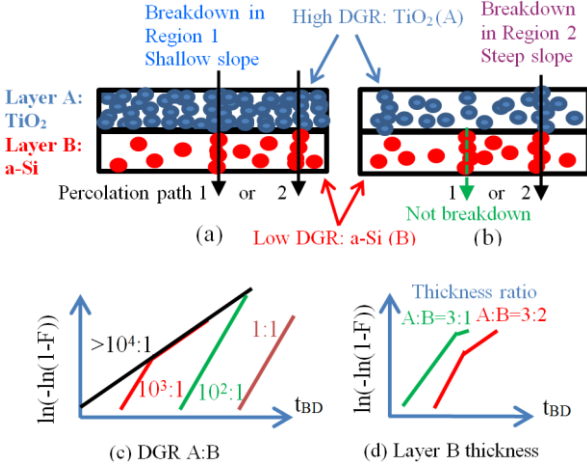 Breakdown in
Region 1
Shallow slope
High DGR: TiO₂ (A)
Breakdown
in Region 2
Steep slope
Layer A:
TiO₂
Layer B:
a-Si
Percolation path 1 or 2
1 or 2
Not breakdown
(a)
Low DGR: a-Si (B)
(b)
ln(-ln(1-F))
>10⁴:1
10³:1
10²:1
1:1
t_BD
(c) DGR A:B
Thickness ratio
A:B=3:1
A:B=3:2
ln(-ln(1-F))
t_BD
(d) Layer B thickness